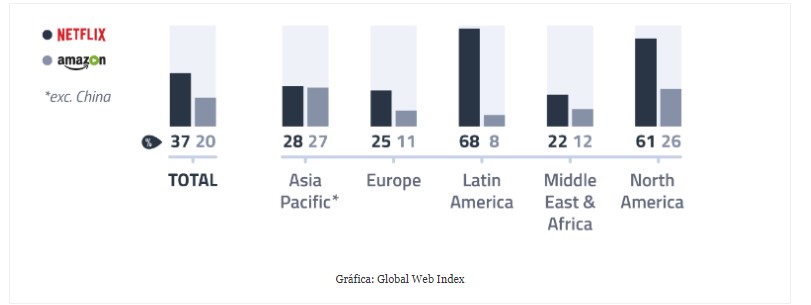 NETFLIX
amazon
*exc. China
% 37 20 28 27 25 11 68 8 22 12 61 26
TOTAL
Asia
Pacific*
Europe
Latin
America
Middle
East &
Africa
North
America
Gráfica: Global Web Index